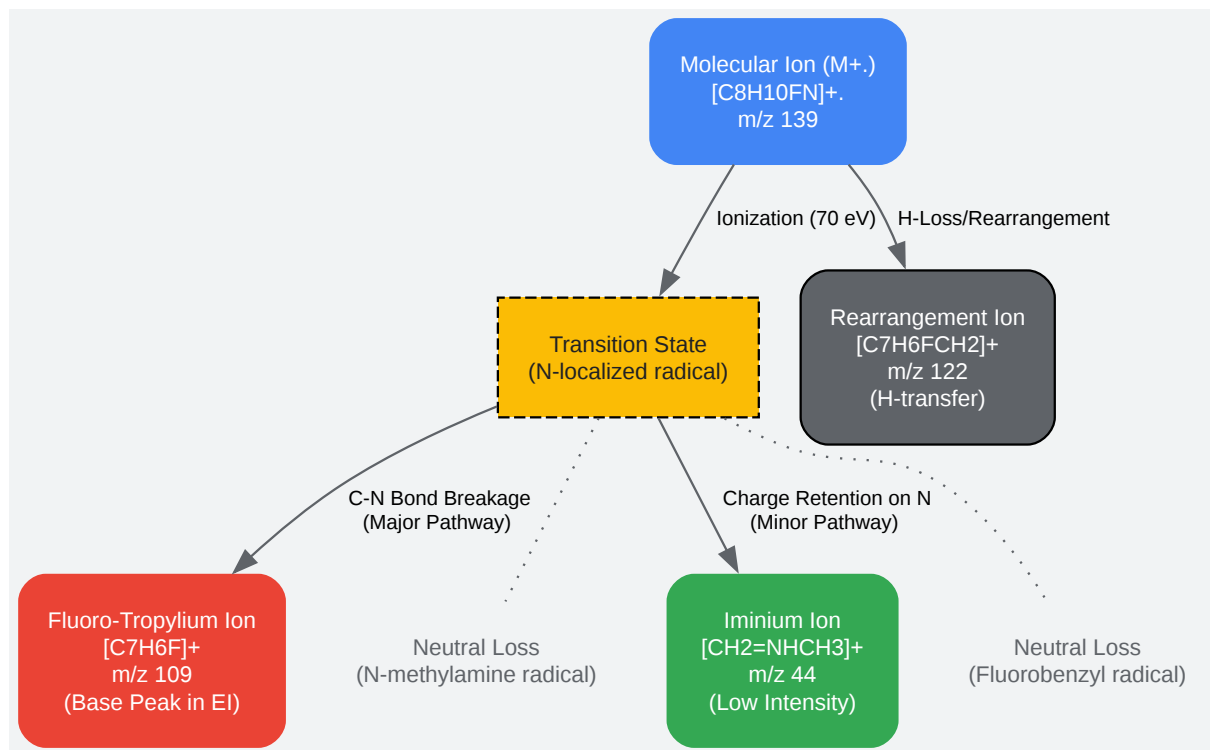 Molecular Ion (M+.)
[C8H10FN]+.
m/z 139
Ionization (70 eV)
H-Loss/Rearrangement
Transition State
(N-localized radical)
Rearrangement Ion
[C7H6FCH2]+
m/z 122
(H-transfer)
C-N Bond Breakage
(Major Pathway)
Charge Retention on N
(Minor Pathway)
Fluoro-Tropylium Ion
[C7H6F]+
m/z 109
(Base Peak in EI)
Neutral Loss
(N-methylamine radical)
Iminium Ion
[CH2=NHCH3]+
m/z 44
(Low Intensity)
Neutral Loss
(Fluorobenzyl radical)